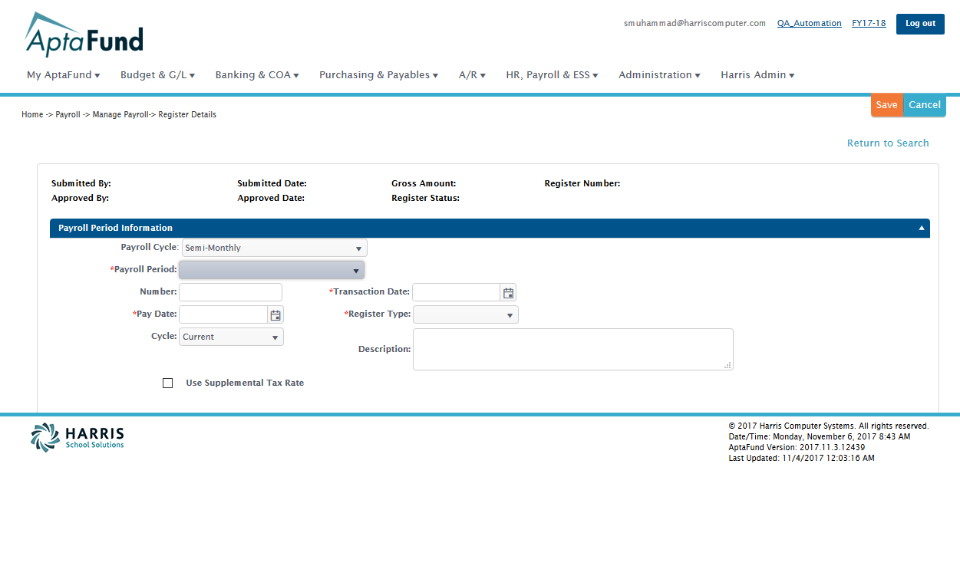 AptaFund
smuhammad@harriscomputer.com QA_Automation FY17-18 Log out
My AptaFund Budget & G/L Banking & COA Purchasing & Payables A/R HR, Payroll & ESS Administration Harris Admin
Home -> Payroll -> Manage Payroll-> Register Details
Save Cancel
Return to Search
Submitted By: Submitted Date: Gross Amount: Register Number:
Approved By: Approved Date: Register Status:
Payroll Period Information
Payroll Cycle: Semi-Monthly
*Payroll Period:
Number: *Transaction Date:
*Pay Date: *Register Type:
Cycle: Current
Description:
Use Supplemental Tax Rate
HARRIS
School Solutions
© 2017 Harris Computer Systems. All rights reserved.
Date/Time: Monday, November 6, 2017 8:43 AM
AptaFund Version: 2017.11.3.12439
Last Updated: 11/4/2017 12:03:16 AM